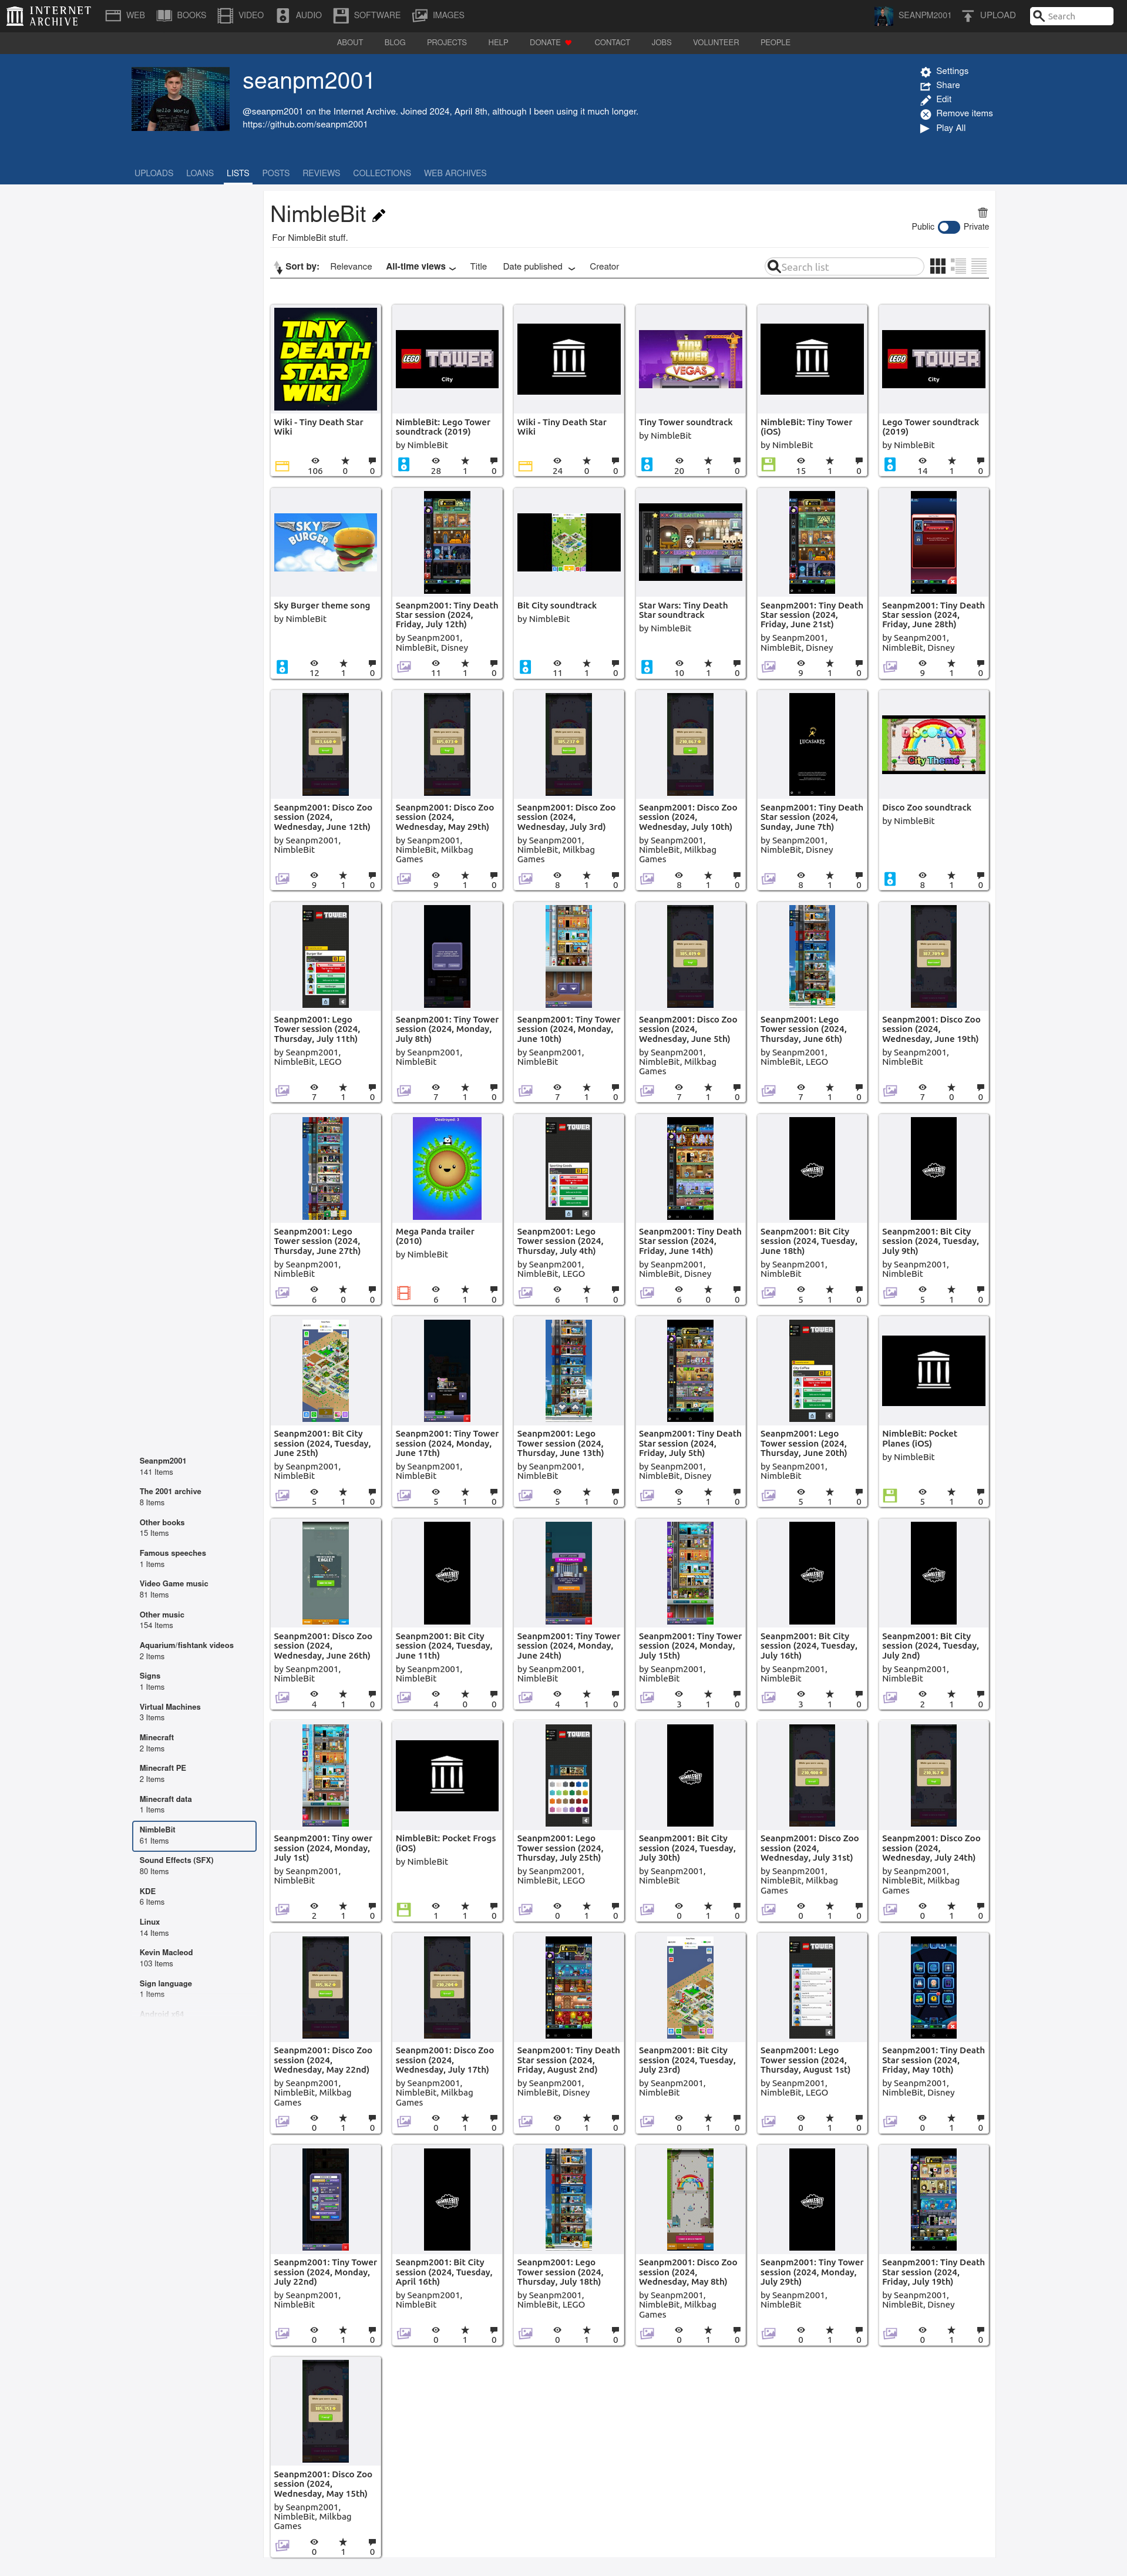 INTERNET ARCHIVE
WEB BOOKS VIDEO AUDIO SOFTWARE IMAGES SEANPM2001 UPLOAD Search
ABOUT BLOG PROJECTS HELP DONATE CONTACT JOBS VOLUNTEER PEOPLE
seanpm2001
@seanpm2001 on the Internet Archive. Joined 2024, April 8th, although I been using it much longer.
https://github.com/seanpm2001
Settings
Share
Edit
Remove items
Play All
UPLOADS LOANS LISTS POSTS REVIEWS COLLECTIONS WEB ARCHIVES
NimbleBit
For NimbleBit stuff.
Public Private
Sort by: Relevance All-time views Title Date published Creator
Search list
TINY DEATH STAR WIKI
Wiki - Tiny Death Star Wiki
106 0 0
LEGO TOWER
City
NimbleBit: Lego Tower soundtrack (2019)
by NimbleBit
28 1 0
Wiki - Tiny Death Star Wiki
24 0 0
TINY TOWER VEGAS
Tiny Tower soundtrack
by NimbleBit
20 1 0
NimbleBit: Tiny Tower (iOS)
by NimbleBit
15 1 0
LEGO TOWER
City
Lego Tower soundtrack (2019)
by NimbleBit
14 1 0
SKY BURGER
Sky Burger theme song
by NimbleBit
12 1 0
Seanpm2001: Tiny Death Star session (2024, Friday, July 12th)
by Seanpm2001, NimbleBit, Disney
11 1 0
Bit City soundtrack
by NimbleBit
11 1 0
Star Wars: Tiny Death Star soundtrack
by NimbleBit
10 1 0
Seanpm2001: Tiny Death Star session (2024, Friday, June 21st)
by Seanpm2001, NimbleBit, Disney
9 1 0
Seanpm2001: Tiny Death Star session (2024, Friday, June 28th)
by Seanpm2001, NimbleBit, Disney
9 1 0
Seanpm2001: Disco Zoo session (2024, Wednesday, June 12th)
by Seanpm2001, NimbleBit
9 1 0
Seanpm2001: Disco Zoo session (2024, Wednesday, May 29th)
by Seanpm2001, NimbleBit, Milkbag Games
9 1 0
Seanpm2001: Disco Zoo session (2024, Wednesday, July 3rd)
by Seanpm2001, NimbleBit, Milkbag Games
8 1 0
Seanpm2001: Disco Zoo session (2024, Wednesday, July 10th)
by Seanpm2001, NimbleBit, Milkbag Games
8 1 0
LUCASARTS
Seanpm2001: Tiny Death Star session (2024, Sunday, June 7th)
by Seanpm2001, NimbleBit, Disney
8 1 0
DISCO ZOO
City Theme
Disco Zoo soundtrack
by NimbleBit
8 1 0
LEGO TOWER
Seanpm2001: Lego Tower session (2024, Thursday, July 11th)
by Seanpm2001, NimbleBit, LEGO
7 1 0
Seanpm2001: Tiny Tower session (2024, Monday, July 8th)
by Seanpm2001, NimbleBit
7 1 0
Seanpm2001: Tiny Tower session (2024, Monday, June 10th)
by Seanpm2001, NimbleBit
7 1 0
Seanpm2001: Disco Zoo session (2024, Wednesday, June 5th)
by Seanpm2001, NimbleBit, Milkbag Games
7 1 0
Seanpm2001: Lego Tower session (2024, Thursday, June 6th)
by Seanpm2001, NimbleBit, LEGO
7 1 0
Seanpm2001: Disco Zoo session (2024, Wednesday, June 19th)
by Seanpm2001, NimbleBit
7 0 0
Seanpm2001: Lego Tower session (2024, Thursday, June 27th)
by Seanpm2001, NimbleBit
6 0 0
Destroyed: 3
Mega Panda trailer (2010)
by NimbleBit
6 1 0
TOWER
Seanpm2001: Lego Tower session (2024, Thursday, July 4th)
by Seanpm2001, NimbleBit, LEGO
6 1 0
Seanpm2001: Tiny Death Star session (2024, Friday, June 14th)
by Seanpm2001, NimbleBit, Disney
6 0 0
NIMBLEBIT
Seanpm2001: Bit City session (2024, Tuesday, June 18th)
by Seanpm2001, NimbleBit
5 1 0
NIMBLEBIT
Seanpm2001: Bit City session (2024, Tuesday, July 9th)
by Seanpm2001, NimbleBit
5 1 0
Seanpm2001: Bit City session (2024, Tuesday, June 25th)
by Seanpm2001, NimbleBit
5 1 0
Seanpm2001: Tiny Tower session (2024, Monday, June 17th)
by Seanpm2001, NimbleBit
5 1 0
Seanpm2001: Lego Tower session (2024, Thursday, June 13th)
by Seanpm2001, NimbleBit
5 1 0
Seanpm2001: Tiny Death Star session (2024, Friday, July 5th)
by Seanpm2001, NimbleBit, Disney
5 1 0
TOWER
Seanpm2001: Lego Tower session (2024, Thursday, June 20th)
by Seanpm2001, NimbleBit
5 1 0
NimbleBit: Pocket Planes (iOS)
by NimbleBit
5 1 0
Seanpm2001: Disco Zoo session (2024, Wednesday, June 26th)
by Seanpm2001, NimbleBit
4 1 0
NIMBLEBIT
Seanpm2001: Bit City session (2024, Tuesday, June 11th)
by Seanpm2001, NimbleBit
4 0 0
Seanpm2001: Tiny Tower session (2024, Monday, June 24th)
by Seanpm2001, NimbleBit
4 1 0
Seanpm2001: Tiny Tower session (2024, Monday, July 15th)
by Seanpm2001, NimbleBit
3 1 0
NIMBLEBIT
Seanpm2001: Bit City session (2024, Tuesday, July 16th)
by Seanpm2001, NimbleBit
3 1 0
NIMBLEBIT
Seanpm2001: Bit City session (2024, Tuesday, July 2nd)
by Seanpm2001, NimbleBit
2 1 0
Seanpm2001: Tiny ower session (2024, Monday, July 1st)
by Seanpm2001, NimbleBit
2 1 0
NimbleBit: Pocket Frogs (iOS)
by NimbleBit
1 1 0
TOWER
Seanpm2001: Lego Tower session (2024, Thursday, July 25th)
by Seanpm2001, NimbleBit, LEGO
0 1 0
NIMBLEBIT
Seanpm2001: Bit City session (2024, Tuesday, July 30th)
by Seanpm2001, NimbleBit
0 1 0
Seanpm2001: Disco Zoo session (2024, Wednesday, July 31st)
by Seanpm2001, NimbleBit, Milkbag Games
0 1 0
Seanpm2001: Disco Zoo session (2024, Wednesday, July 24th)
by Seanpm2001, NimbleBit, Milkbag Games
0 1 0
Seanpm2001: Disco Zoo session (2024, Wednesday, May 22nd)
by Seanpm2001, NimbleBit, Milkbag Games
0 1 0
Seanpm2001: Disco Zoo session (2024, Wednesday, July 17th)
by Seanpm2001, NimbleBit, Milkbag Games
0 1 0
Seanpm2001: Tiny Death Star session (2024, Friday, August 2nd)
by Seanpm2001, NimbleBit, Disney
0 1 0
Seanpm2001: Bit City session (2024, Tuesday, July 23rd)
by Seanpm2001, NimbleBit
0 1 0
TOWER
Seanpm2001: Lego Tower session (2024, Thursday, August 1st)
by Seanpm2001, NimbleBit, LEGO
0 1 0
Seanpm2001: Tiny Death Star session (2024, Friday, May 10th)
by Seanpm2001, NimbleBit, Disney
0 1 0
Seanpm2001: Tiny Tower session (2024, Monday, July 22nd)
by Seanpm2001, NimbleBit
0 1 0
NIMBLEBIT
Seanpm2001: Bit City session (2024, Tuesday, April 16th)
by Seanpm2001, NimbleBit
0 1 0
Seanpm2001: Lego Tower session (2024, Thursday, July 18th)
by Seanpm2001, NimbleBit, LEGO
0 1 0
Seanpm2001: Disco Zoo session (2024, Wednesday, May 8th)
by Seanpm2001, NimbleBit, Milkbag Games
0 1 0
NIMBLEBIT
Seanpm2001: Tiny Tower session (2024, Monday, July 29th)
by Seanpm2001, NimbleBit
0 1 0
Seanpm2001: Tiny Death Star session (2024, Friday, July 19th)
by Seanpm2001, NimbleBit, Disney
0 1 0
Seanpm2001: Disco Zoo session (2024, Wednesday, May 15th)
by Seanpm2001, NimbleBit, Milkbag Games
0 1 0
Seanpm2001
141 Items
The 2001 archive
8 Items
Other books
15 Items
Famous speeches
1 Items
Video Game music
81 Items
Other music
154 Items
Aquarium/fishtank videos
2 Items
Signs
1 Items
Virtual Machines
3 Items
Minecraft
2 Items
Minecraft PE
2 Items
Minecraft data
1 Items
NimbleBit
61 Items
Sound Effects (SFX)
80 Items
KDE
6 Items
Linux
14 Items
Kevin Macleod
103 Items
Sign language
1 Items